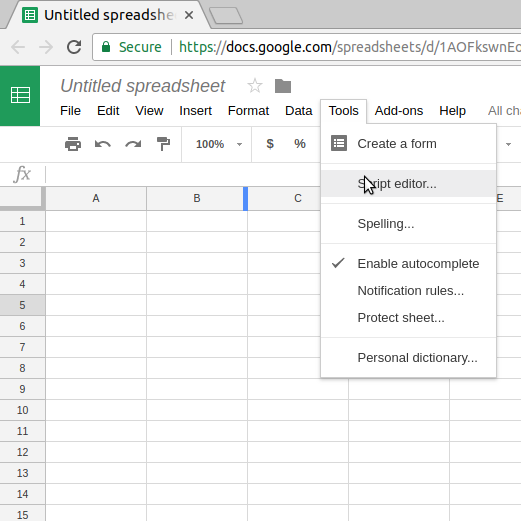 Untitled spreadshe
Secure https://docs.google.com/spreadsheets/d/1AOFkswnEo
Untitled spreadsheet
File Edit View Insert Format Data Tools Add-ons Help All cha
100% $ %
Create a form
fx
Script editor...
A B C E
Spelling...
Enable autocomplete
Notification rules...
Protect sheet...
Personal dictionary...
1
2
3
4
5
6
7
8
9
10
11
12
13
14
15